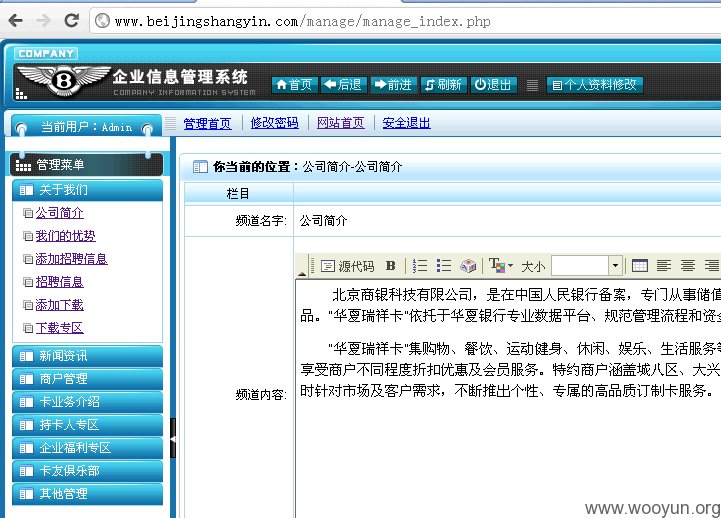 www.beijingshangyin.com/manage/manage_index.php
COMPANY
B 企业信息管理系统
COMPANY INFORMATION SYSTEM
首页 后退 前进 刷新 退出 个人资料修改
当前用户：Admin
管理首页 修改密码 网站首页 安全退出
管理菜单
关于我们
公司简介
我们的优势
添加招聘信息
招聘信息
添加下载
下载专区
新闻资讯
商户管理
卡业务介绍
持卡人专区
企业福利专区
卡友俱乐部
其他管理
你当前的位置：公司简介-公司简介
栏目
频道名字: 公司简介
源代码 B 大小
频道内容:
北京商银科技有限公司，是在中国人民银行备案，专门从事储值
品。"华夏瑞祥卡"依托于华夏银行专业数据平台、规范管理流程和资金
"华夏瑞祥卡"集购物、餐饮、运动健身、休闲、娱乐、生活服务等
享受商户不同程度折扣优惠及会员服务。特约商户涵盖城八区、大兴
时针对市场及客户需求，不断推出个性、专属的高品质订制卡服务。
www.wooyun.org